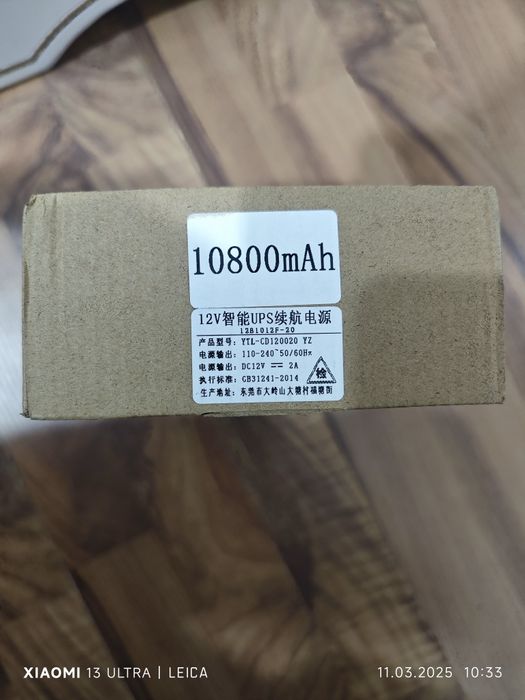 10800mAh
12V智能UPS续航电源
1281012F-20
产品型号: YTL-CD120020 YZ
电源输出: 110-240~50/60Hz
电源输出: DC12V ⎓ 2A
执行标准: GB31241-2014
生产地址: 东莞市大岭山大塘村福塘街
检
XIAOMI 13 ULTRA | LEICA
11.03.2025 10:33